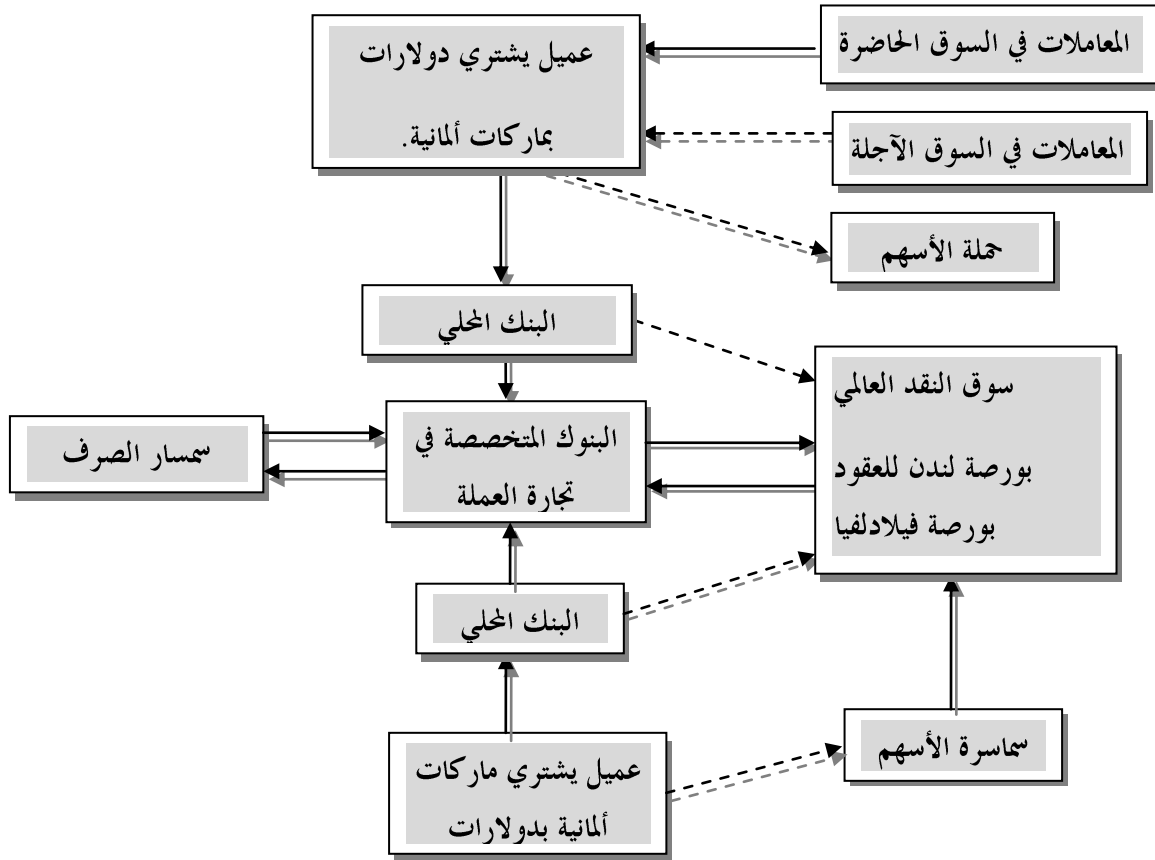 المعاملات في السوق الحاضرة
عميل يشتري دولارات
بماركات ألمانية.
المعاملات في السوق الآجلة
حملة الأسهم
البنك المحلي
سوق النقد العالمي
بورصة لندن للعقود
بورصة فيلادلفيا
البنوك المتخصصة في
تجارة العملة
سمسار الصرف
البنك المحلي
سماسرة الأسهم
عميل يشتري ماركات
ألمانية بدولارات